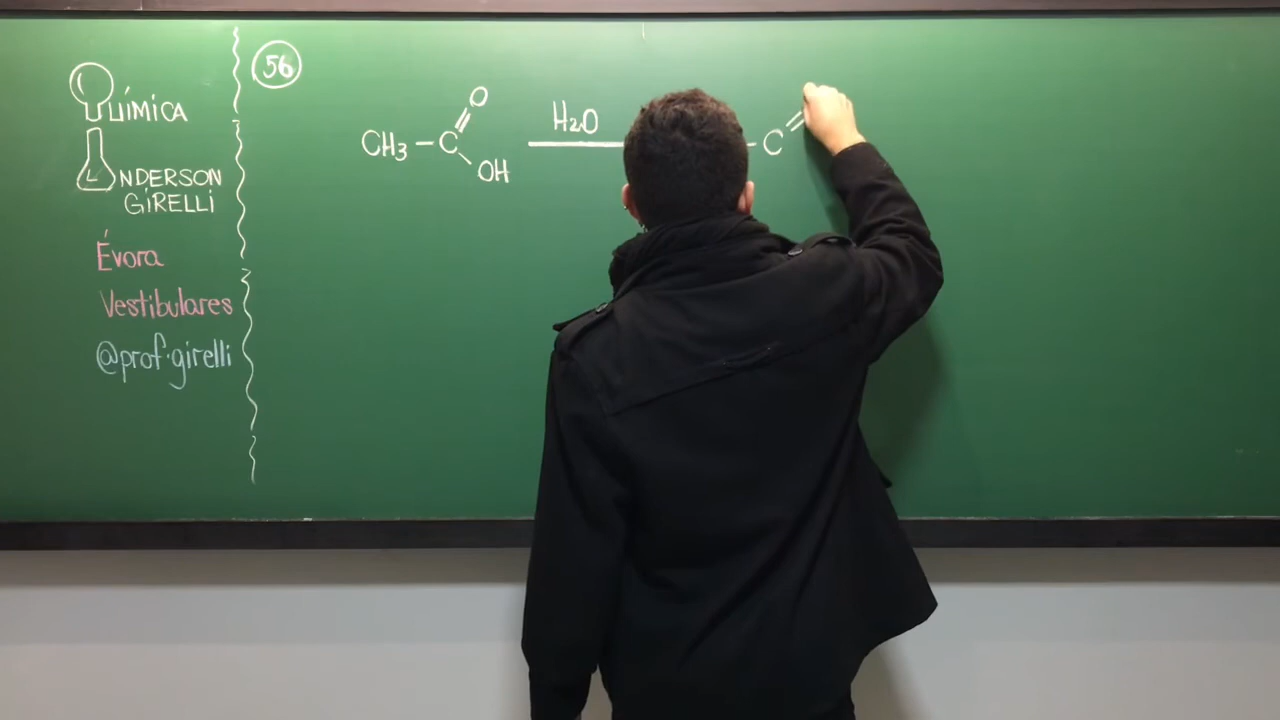 QUÍMICA
ANDERSON
GIRELLI
Évora
Vestibulares
@prof.girelli
56
CH3 – C
O
OH
H2O
– C